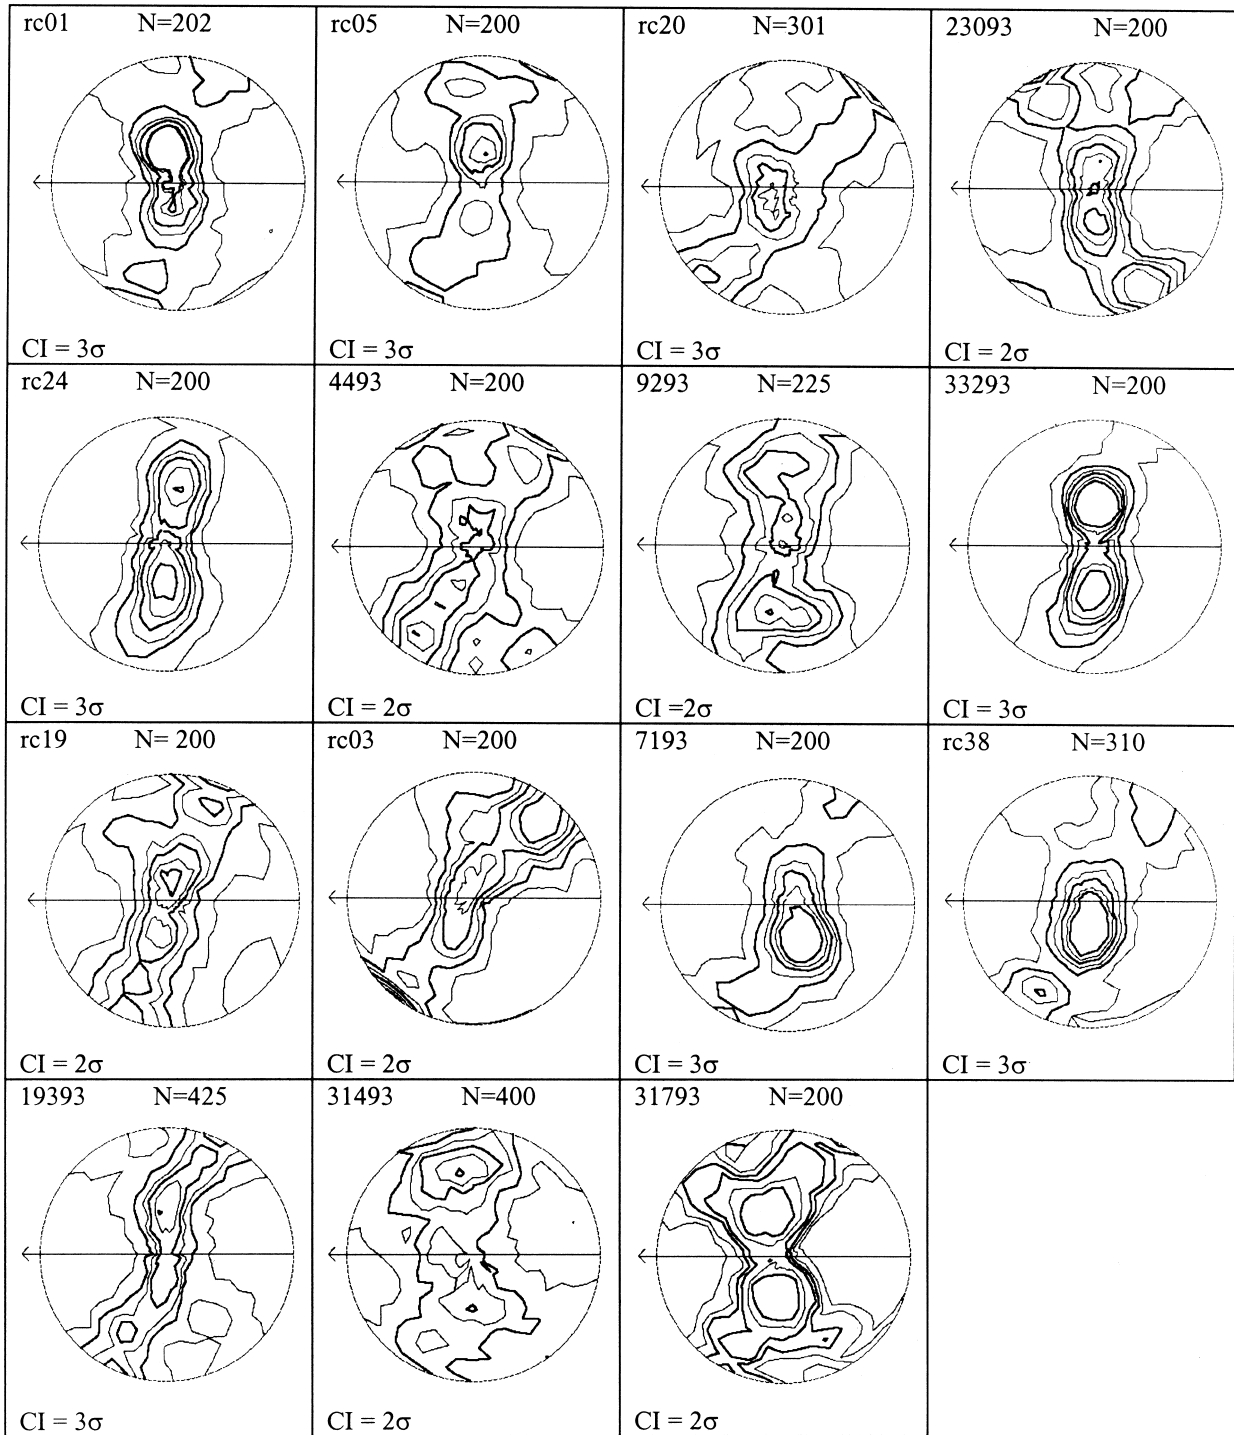 rc01 N=202
rc05 N=200
rc20 N=301
23093 N=200
CI = 3σ
CI = 3σ
CI = 3σ
CI = 2σ
rc24 N=200
4493 N=200
9293 N=225
33293 N=200
CI = 3σ
CI = 2σ
CI =2σ
CI = 3σ
rc19 N= 200
rc03 N=200
7193 N=200
rc38 N=310
CI = 2σ
CI = 2σ
CI = 3σ
CI = 3σ
19393 N=425
31493 N=400
31793 N=200
CI = 3σ
CI = 2σ
CI = 2σ